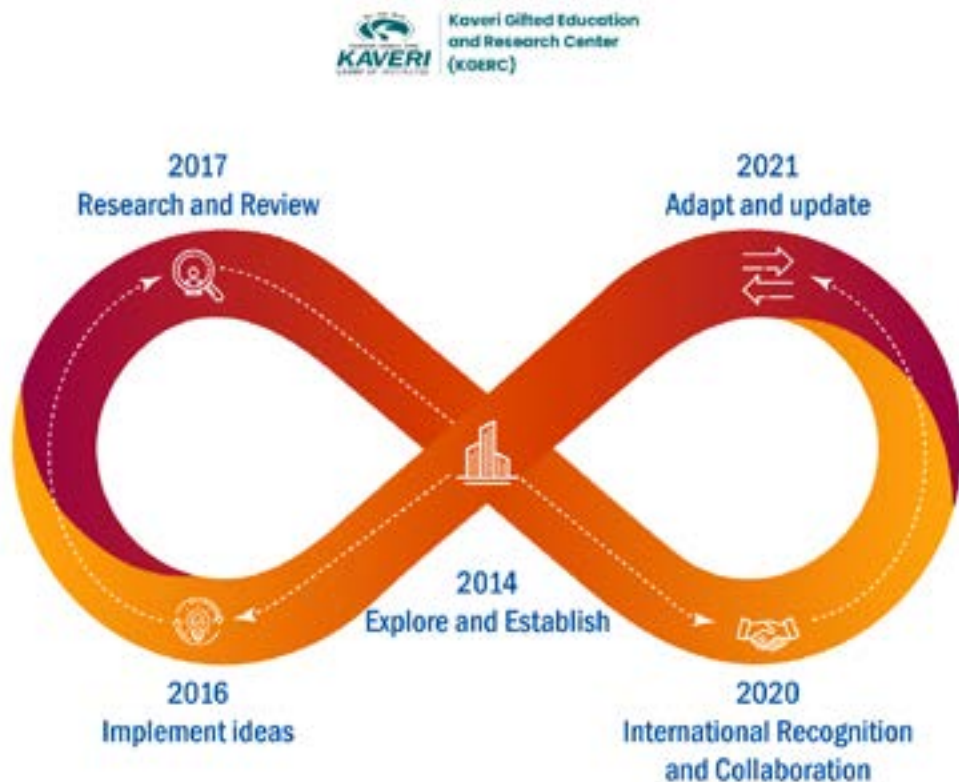 KAVERI
Kaveri Gifted Education
and Research Center
(KGERC)
2017
Research and Review
2021
Adapt and update
2014
Explore and Establish
2016
Implement ideas
2020
International Recognition
and Collaboration